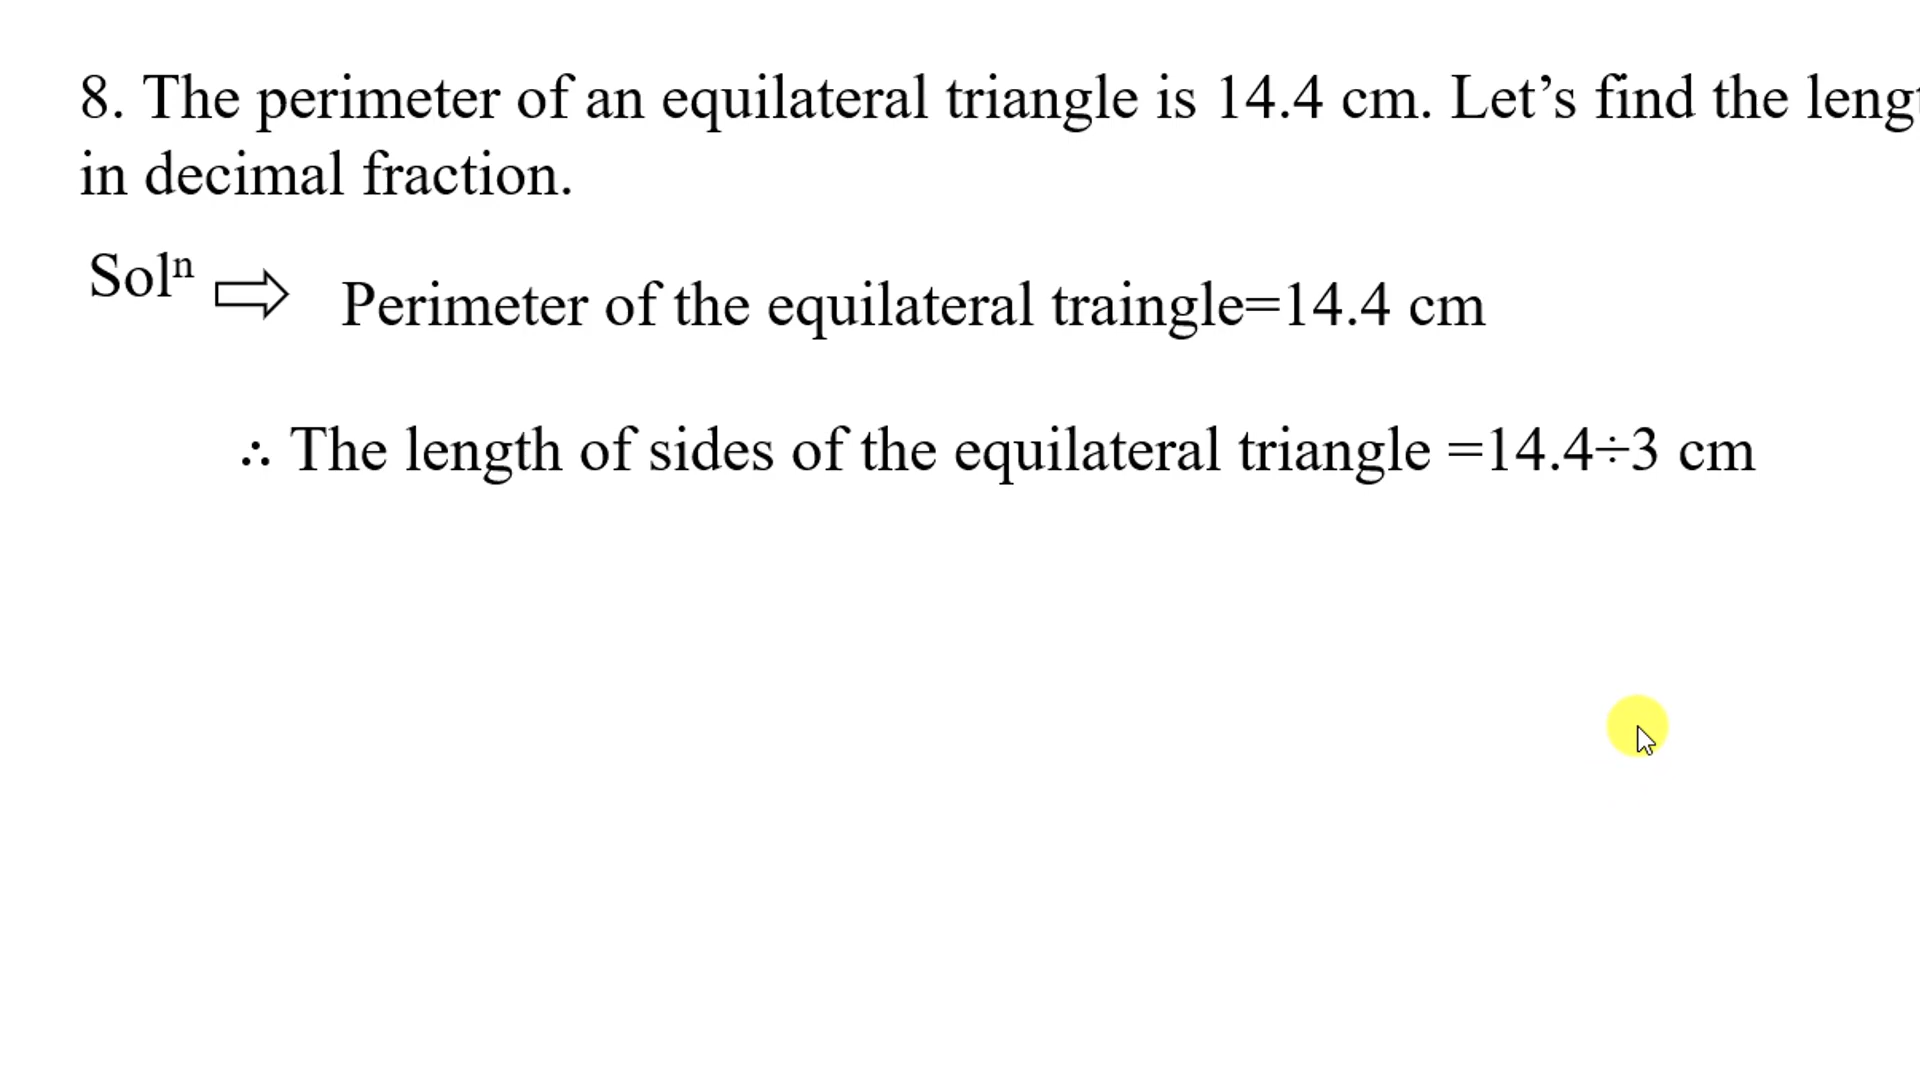 8. The perimeter of an equilateral triangle is 14.4 cm. Let’s find the
in decimal fraction.
Solⁿ ⇨ Perimeter of the equilateral traingle=14.4 cm
∴ The length of sides of the equilateral triangle =14.4÷3 cm